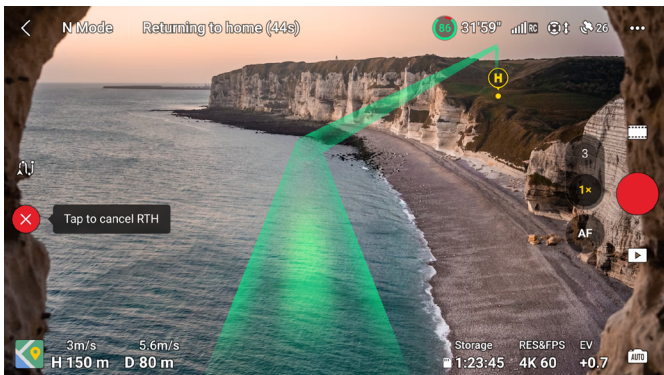 N Mode
Returning to home (44s)
86
31'59"
RC
26
H
3
1×
Tap to cancel RTH
AF
3m/s
5.6m/s
H 150 m
D 80 m
Storage
1:23:45
RES&FPS
4K 60
EV
+0.7
AUTO